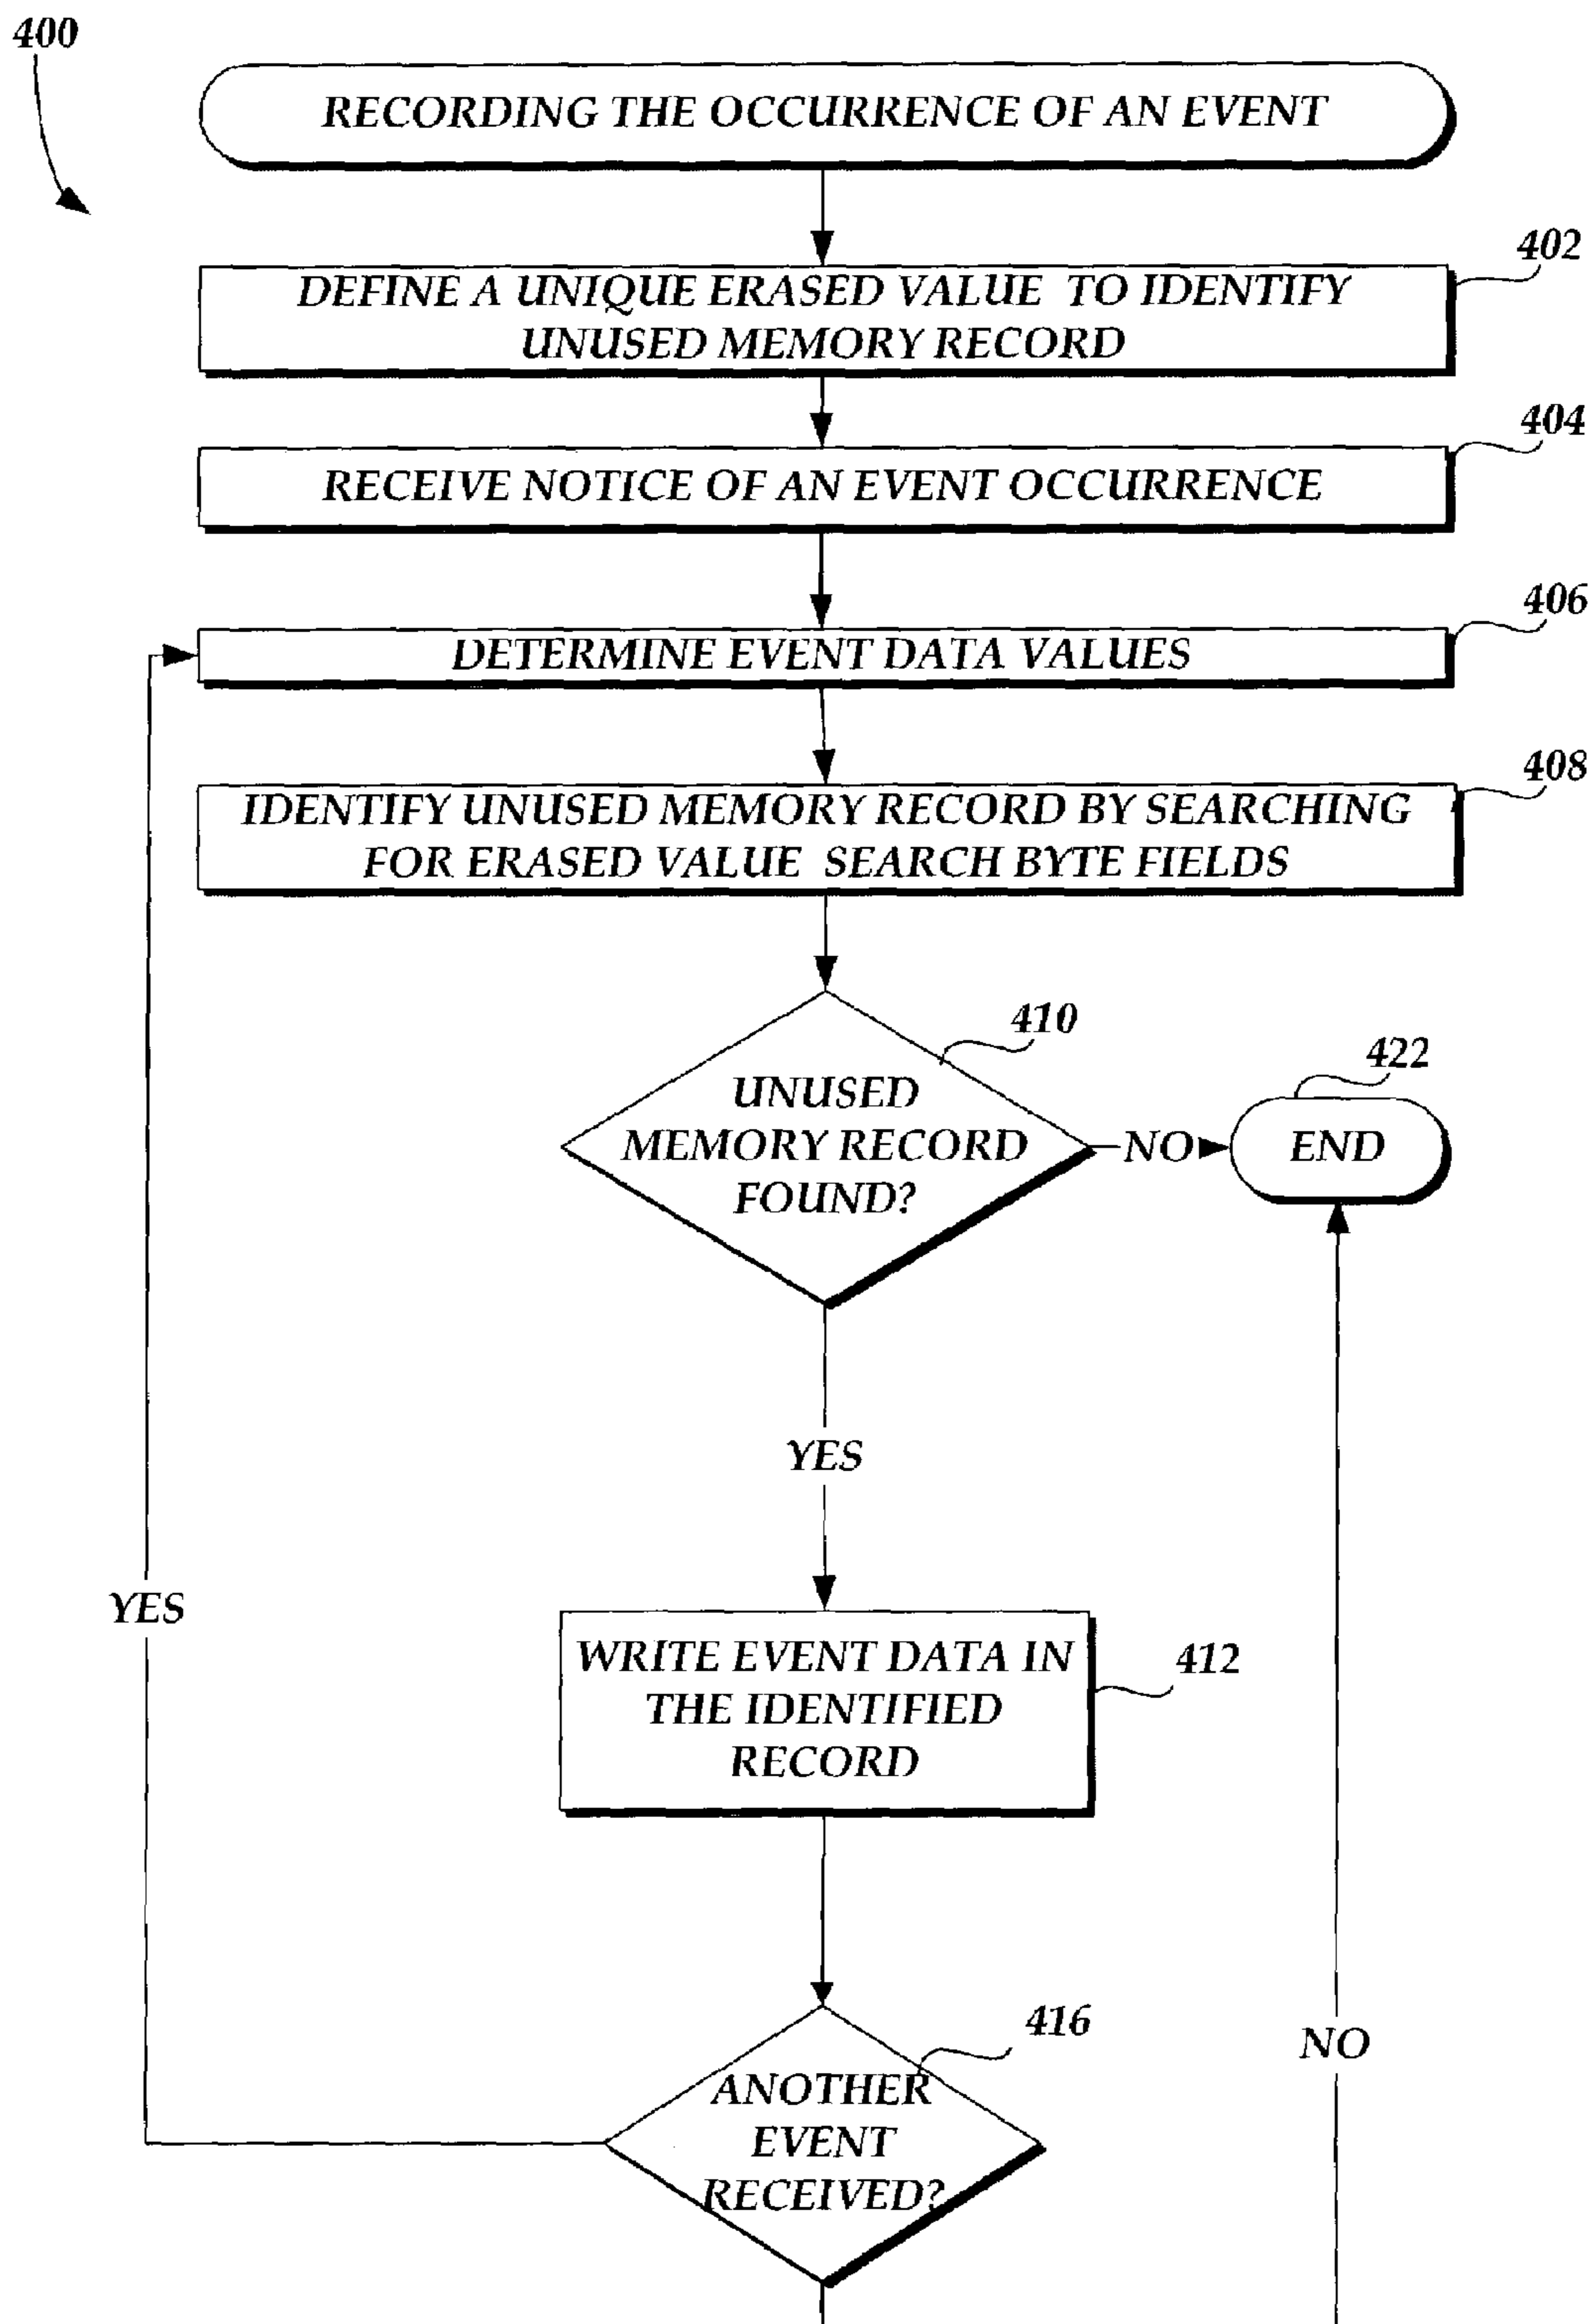 400
RECORDING THE OCCURRENCE OF AN EVENT
402
DEFINE A UNIQUE ERASED VALUE TO IDENTIFY
UNUSED MEMORY RECORD
404
RECEIVE NOTICE OF AN EVENT OCCURRENCE
406
DETERMINE EVENT DATA VALUES
408
IDENTIFY UNUSED MEMORY RECORD BY SEARCHING
FOR ERASED VALUE SEARCH BYTE FIELDS
410
UNUSED
MEMORY RECORD
FOUND?
NO
422
END
YES
YES
WRITE EVENT DATA IN
THE IDENTIFIED
RECORD
412
416
ANOTHER
EVENT
RECEIVED?
NO